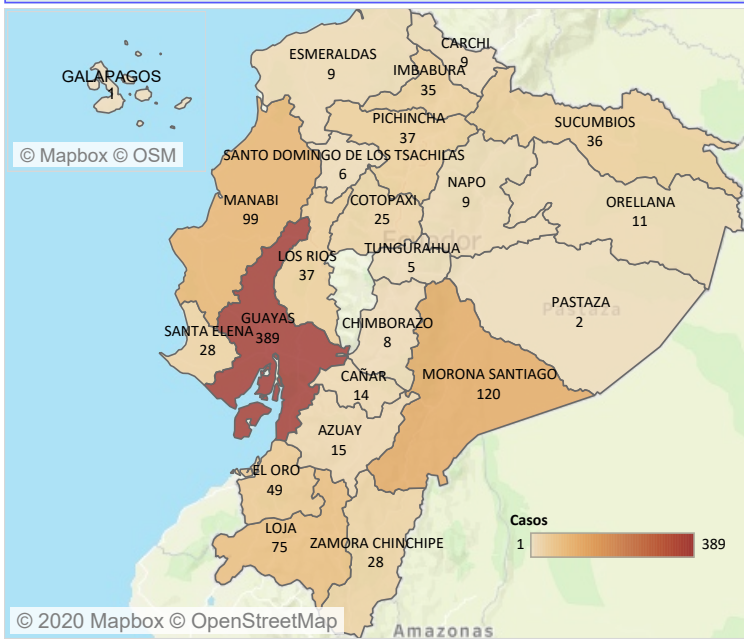 CARCHI
9
ESMERALDAS
9
IMBABURA
35
GALAPAGOS
1
PICHINCHA
37
SUCUMBIOS
36
© Mapbox © OSM
SANTO DOMINGO DE LOS TSACHILAS
6
NAPO
9
MANABI
99
COTOPAXI
25
ORELLANA
11
Ecuador
TUNGURAHUA
5
LOS RIOS
37
PASTAZA
2
Pastaza
GUAYAS
389
SANTA ELENA
28
CHIMBORAZO
8
CAÑAR
14
MORONA SANTIAGO
120
AZUAY
15
EL ORO
49
LOJA
75
ZAMORA CHINCHIPE
28
Casos
1
389
© 2020 Mapbox © OpenStreetMap
Amazonas